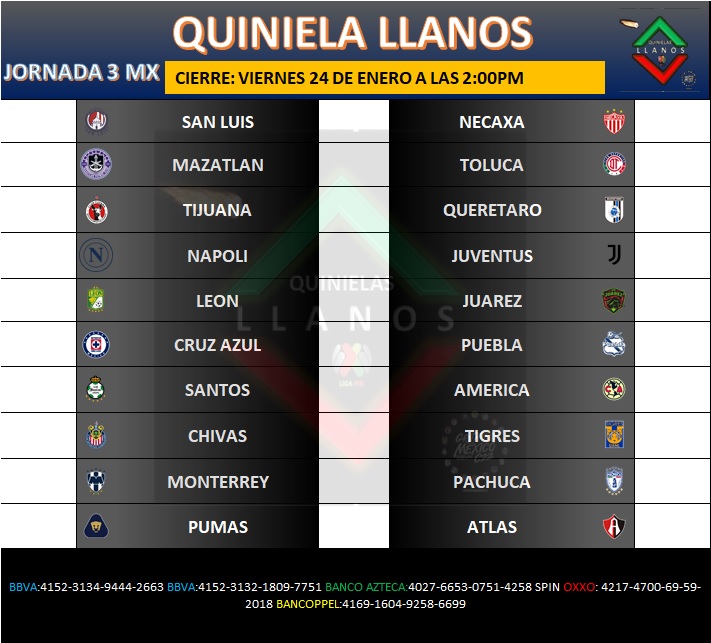 QUINIELA LLANOS
JORNADA 3 MX
CIERRE: VIERNES 24 DE ENERO A LAS 2:00PM
QUINIELAS
LLANOS
SAN LUIS NECAXA
MAZATLAN TOLUCA
TIJUANA QUERETARO
NAPOLI JUVENTUS
QUINIELAS
LEON JUAREZ
LLANOS
CRUZ AZUL PUEBLA
LIGA MX
SANTOS AMERICA
CHIVAS TIGRES
MONTERREY PACHUCA
PUMAS ATLAS
BBVA:4152-3134-9444-2663 BBVA:4152-3132-1809-7751 BANCO AZTECA:4027-6653-0751-4258 SPIN OXXO: 4217-4700-69-59-
2018 BANCOPPEL:4169-1604-9258-6699